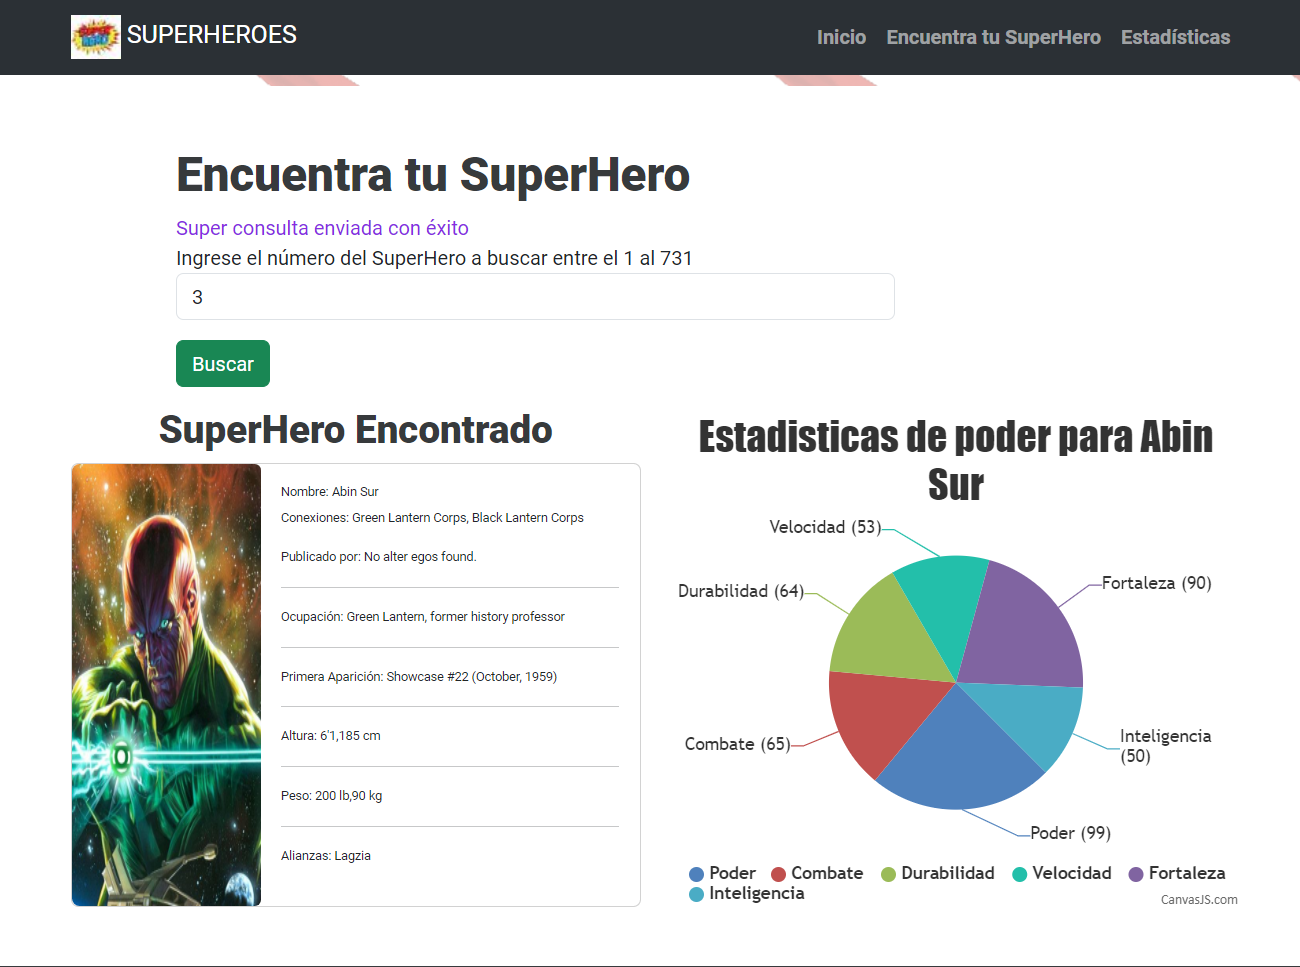 SUPER HERO
SUPERHEROES
Inicio Encuentra tu SuperHero Estadísticas
Encuentra tu SuperHero
Super consulta enviada con éxito
Ingrese el número del SuperHero a buscar entre el 1 al 731
3
Buscar
SuperHero Encontrado
Nombre: Abin Sur
Conexiones: Green Lantern Corps, Black Lantern Corps
Publicado por: No alter egos found.
Ocupación: Green Lantern, former history professor
Primera Aparición: Showcase #22 (October, 1959)
Altura: 6'1,185 cm
Peso: 200 lb,90 kg
Alianzas: Lagzia
Estadisticas de poder para Abin
Sur
Velocidad (53)
Durabilidad (64)
Fortaleza (90)
Combate (65)
Inteligencia
(50)
Poder (99)
Poder Combate Durabilidad Velocidad Fortaleza
Inteligencia
CanvasJS.com